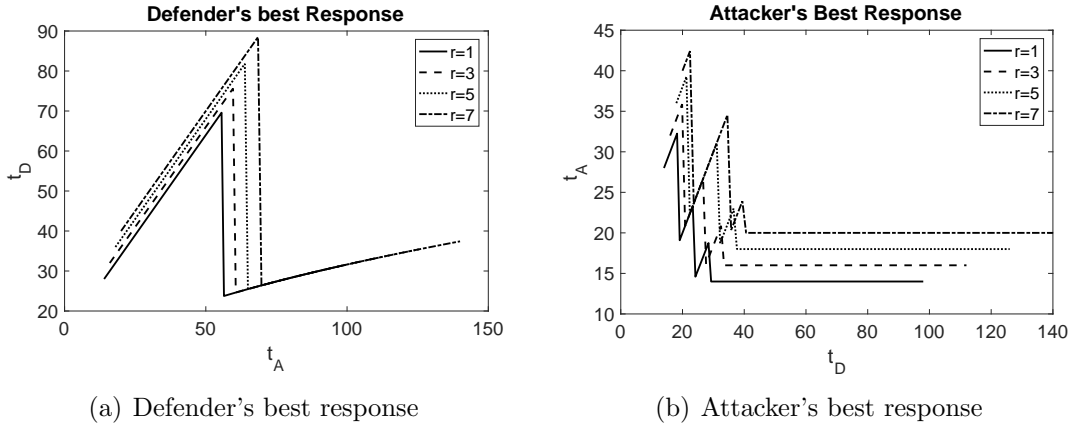 Defender's best Response
90
80
70
60
50
40
30
20
t_D
0
50
100
150
t_A
r=1
r=3
r=5
r=7
(a) Defender's best response
Attacker's Best Response
45
40
35
30
25
20
15
10
t_A
0
20
40
60
80
100
120
140
t_D
r=1
r=3
r=5
r=7
(b) Attacker's best response